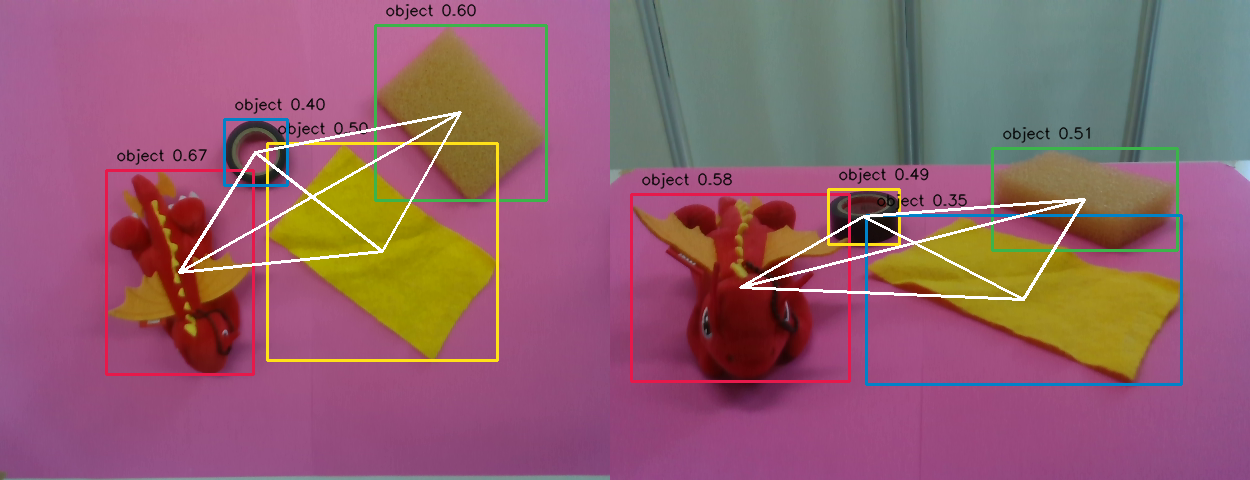 object 0.60
object 0.40
object 0.50
object 0.67
object 0.51
object 0.49
object 0.58
object 0.35